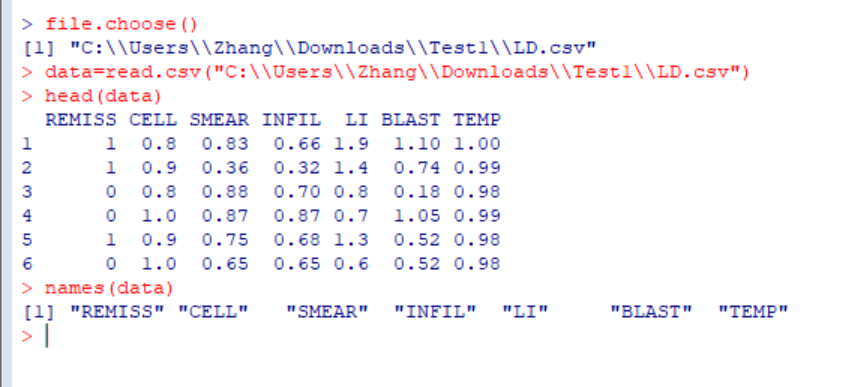 > file.choose()
[1] "C:\\Users\\Zhang\\Downloads\\Test1\\LD.csv"
> data=read.csv("C:\\Users\\Zhang\\Downloads\\Test1\\LD.csv")
> head(data)
  REMISS CELL SMEAR INFIL  LI BLAST TEMP
1      1  0.8  0.83  0.66 1.9  1.10 1.00
2      1  0.9  0.36  0.32 1.4  0.74 0.99
3      0  0.8  0.88  0.70 0.8  0.18 0.98
4      0  1.0  0.87  0.87 0.7  1.05 0.99
5      1  0.9  0.75  0.68 1.3  0.52 0.98
6      0  1.0  0.65  0.65 0.6  0.52 0.98
> names(data)
[1] "REMISS" "CELL"   "SMEAR"  "INFIL"  "LI"     "BLAST"  "TEMP"
>